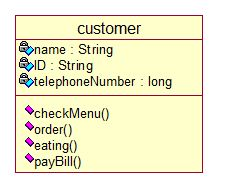 customer
name : String
ID : String
telephoneNumber : long
checkMenu()
order()
eating()
payBill()